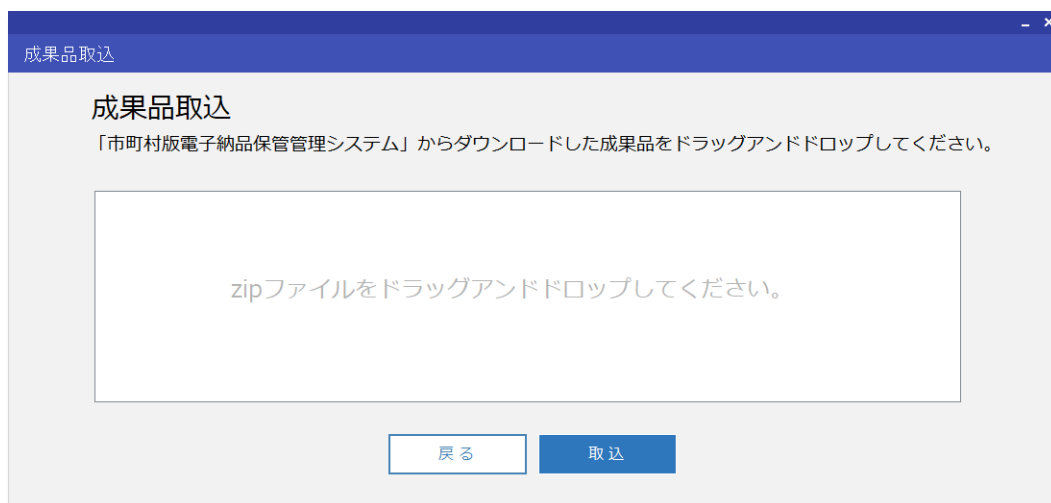 成果品取込
成果品取込
「市町村版電子納品保管管理システム」からダウンロードした成果品をドラッグアンドドロップしてください。
zipファイルをドラッグアンドドロップしてください。
戻る
取込